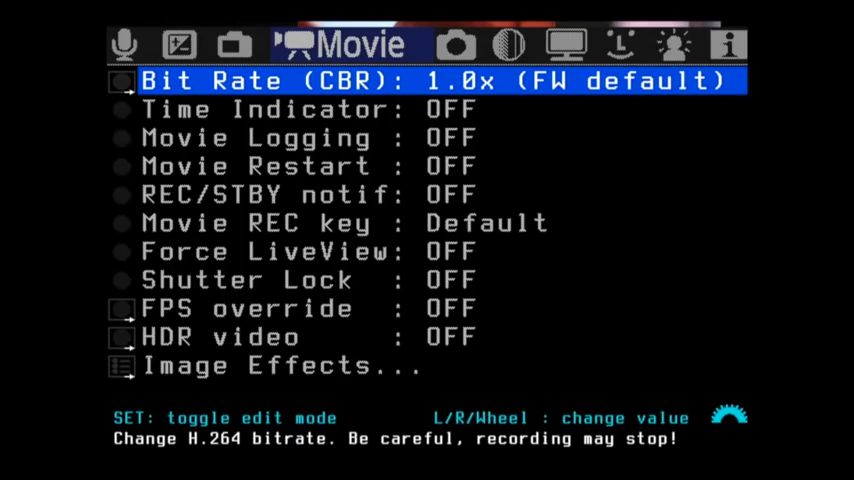 Movie
Bit Rate (CBR): 1.0x (FW default)
Time Indicator: OFF
Movie Logging : OFF
Movie Restart : OFF
REC/STBY notif: OFF
Movie REC key : Default
Force LiveView: OFF
Shutter Lock : OFF
FPS override : OFF
HDR video : OFF
Image Effects...
SET: toggle edit mode L/R/Wheel : change value
Change H.264 bitrate. Be careful, recording may stop!